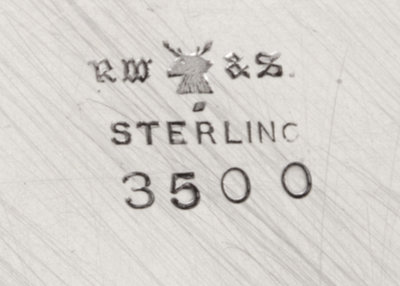 RW & S.
STERLING
3500